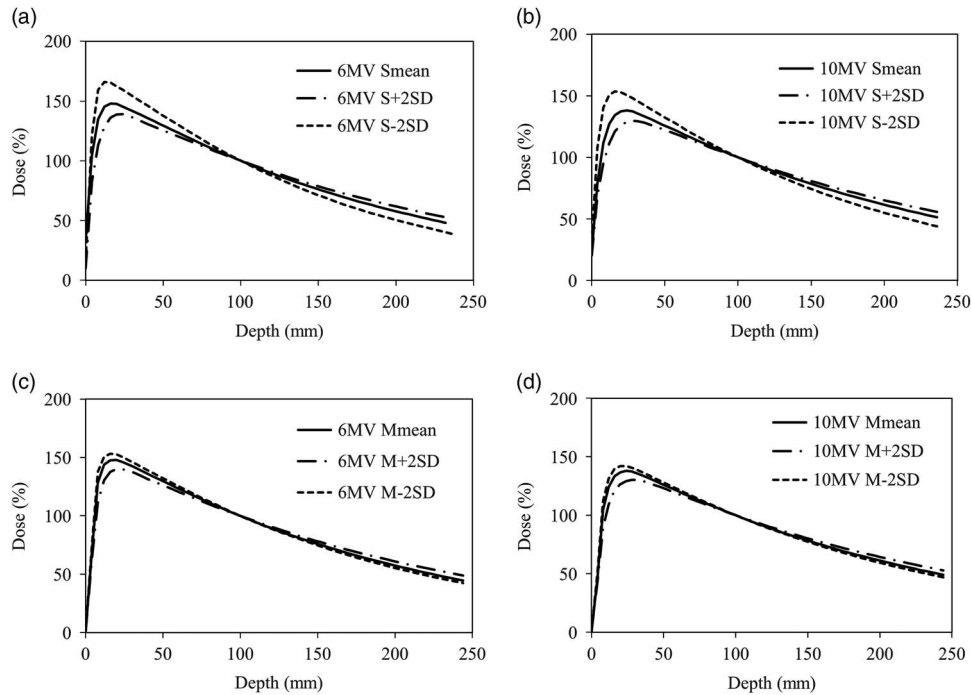 (a)
200
150
100
50
0
Dose (%)
6MV Smean
6MV S+2SD
6MV S-2SD
0 50 100 150 200 250
Depth (mm)
(b)
200
150
100
50
0
Dose (%)
10MV Smean
10MV S+2SD
10MV S-2SD
0 50 100 150 200 250
Depth (mm)
(c)
200
150
100
50
0
Dose (%)
6MV Mmean
6MV M+2SD
6MV M-2SD
0 50 100 150 200 250
Depth (mm)
(d)
200
150
100
50
0
Dose (%)
10MV Mmean
10MV M+2SD
10MV M-2SD
0 50 100 150 200 250
Depth (mm)